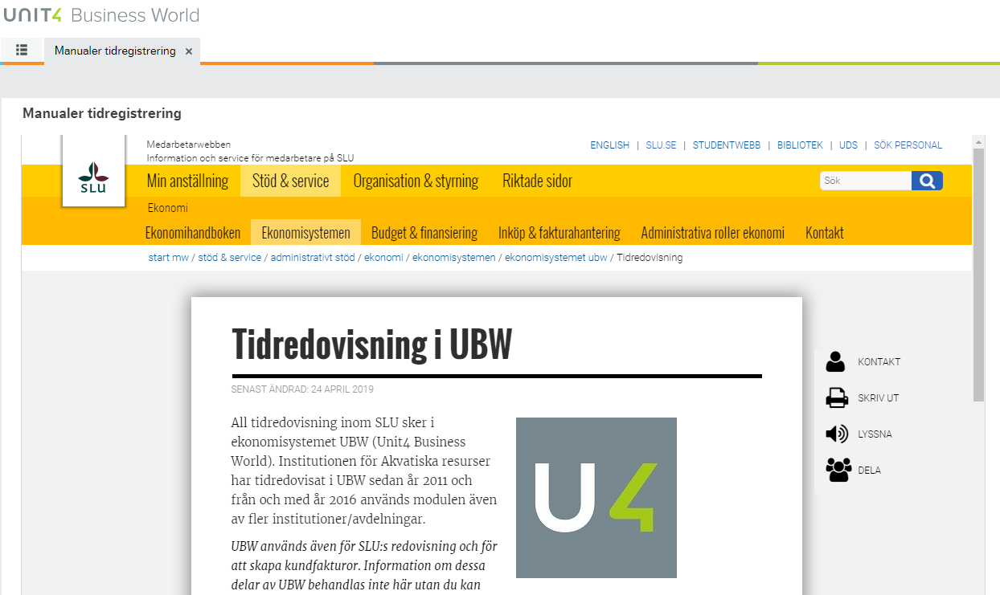 UNIT4 Business World
Manualer tidregistrering ×
Manualer tidregistrering
Medarbetarwebben
Information och service för medarbetare på SLU
ENGLISH | SLU.SE | STUDENTWEBB | BIBLIOTEK | UDS | SÖK PERSONAL
SLU
Min anställning Stöd & service Organisation & styrning Riktade sidor
Sök
Ekonomi
Ekonomihandboken Ekonomisystemen Budget & finansiering Inköp & fakturahantering Administrativa roller ekonomi Kontakt
start mw / stöd & service / administrativt stöd / ekonomi / ekonomisystemen / ekonomisystemet ubw / Tidredovisning
Tidredovisning i UBW
SENAST ÄNDRAD: 24 APRIL 2019
All tidredovisning inom SLU sker i
ekonomisystemet UBW (Unit4 Business
World). Institutionen för Akvatiska resurser
har tidredovisat i UBW sedan år 2011 och
från och med år 2016 används modulen även
av fler institutioner/avdelningar.
UBW används även för SLU:s redovisning och för
att skapa kundfakturor. Information om dessa
delar av UBW behandlas inte här utan du kan
U4
KONTAKT
SKRIV UT
LYSSNA
DELA